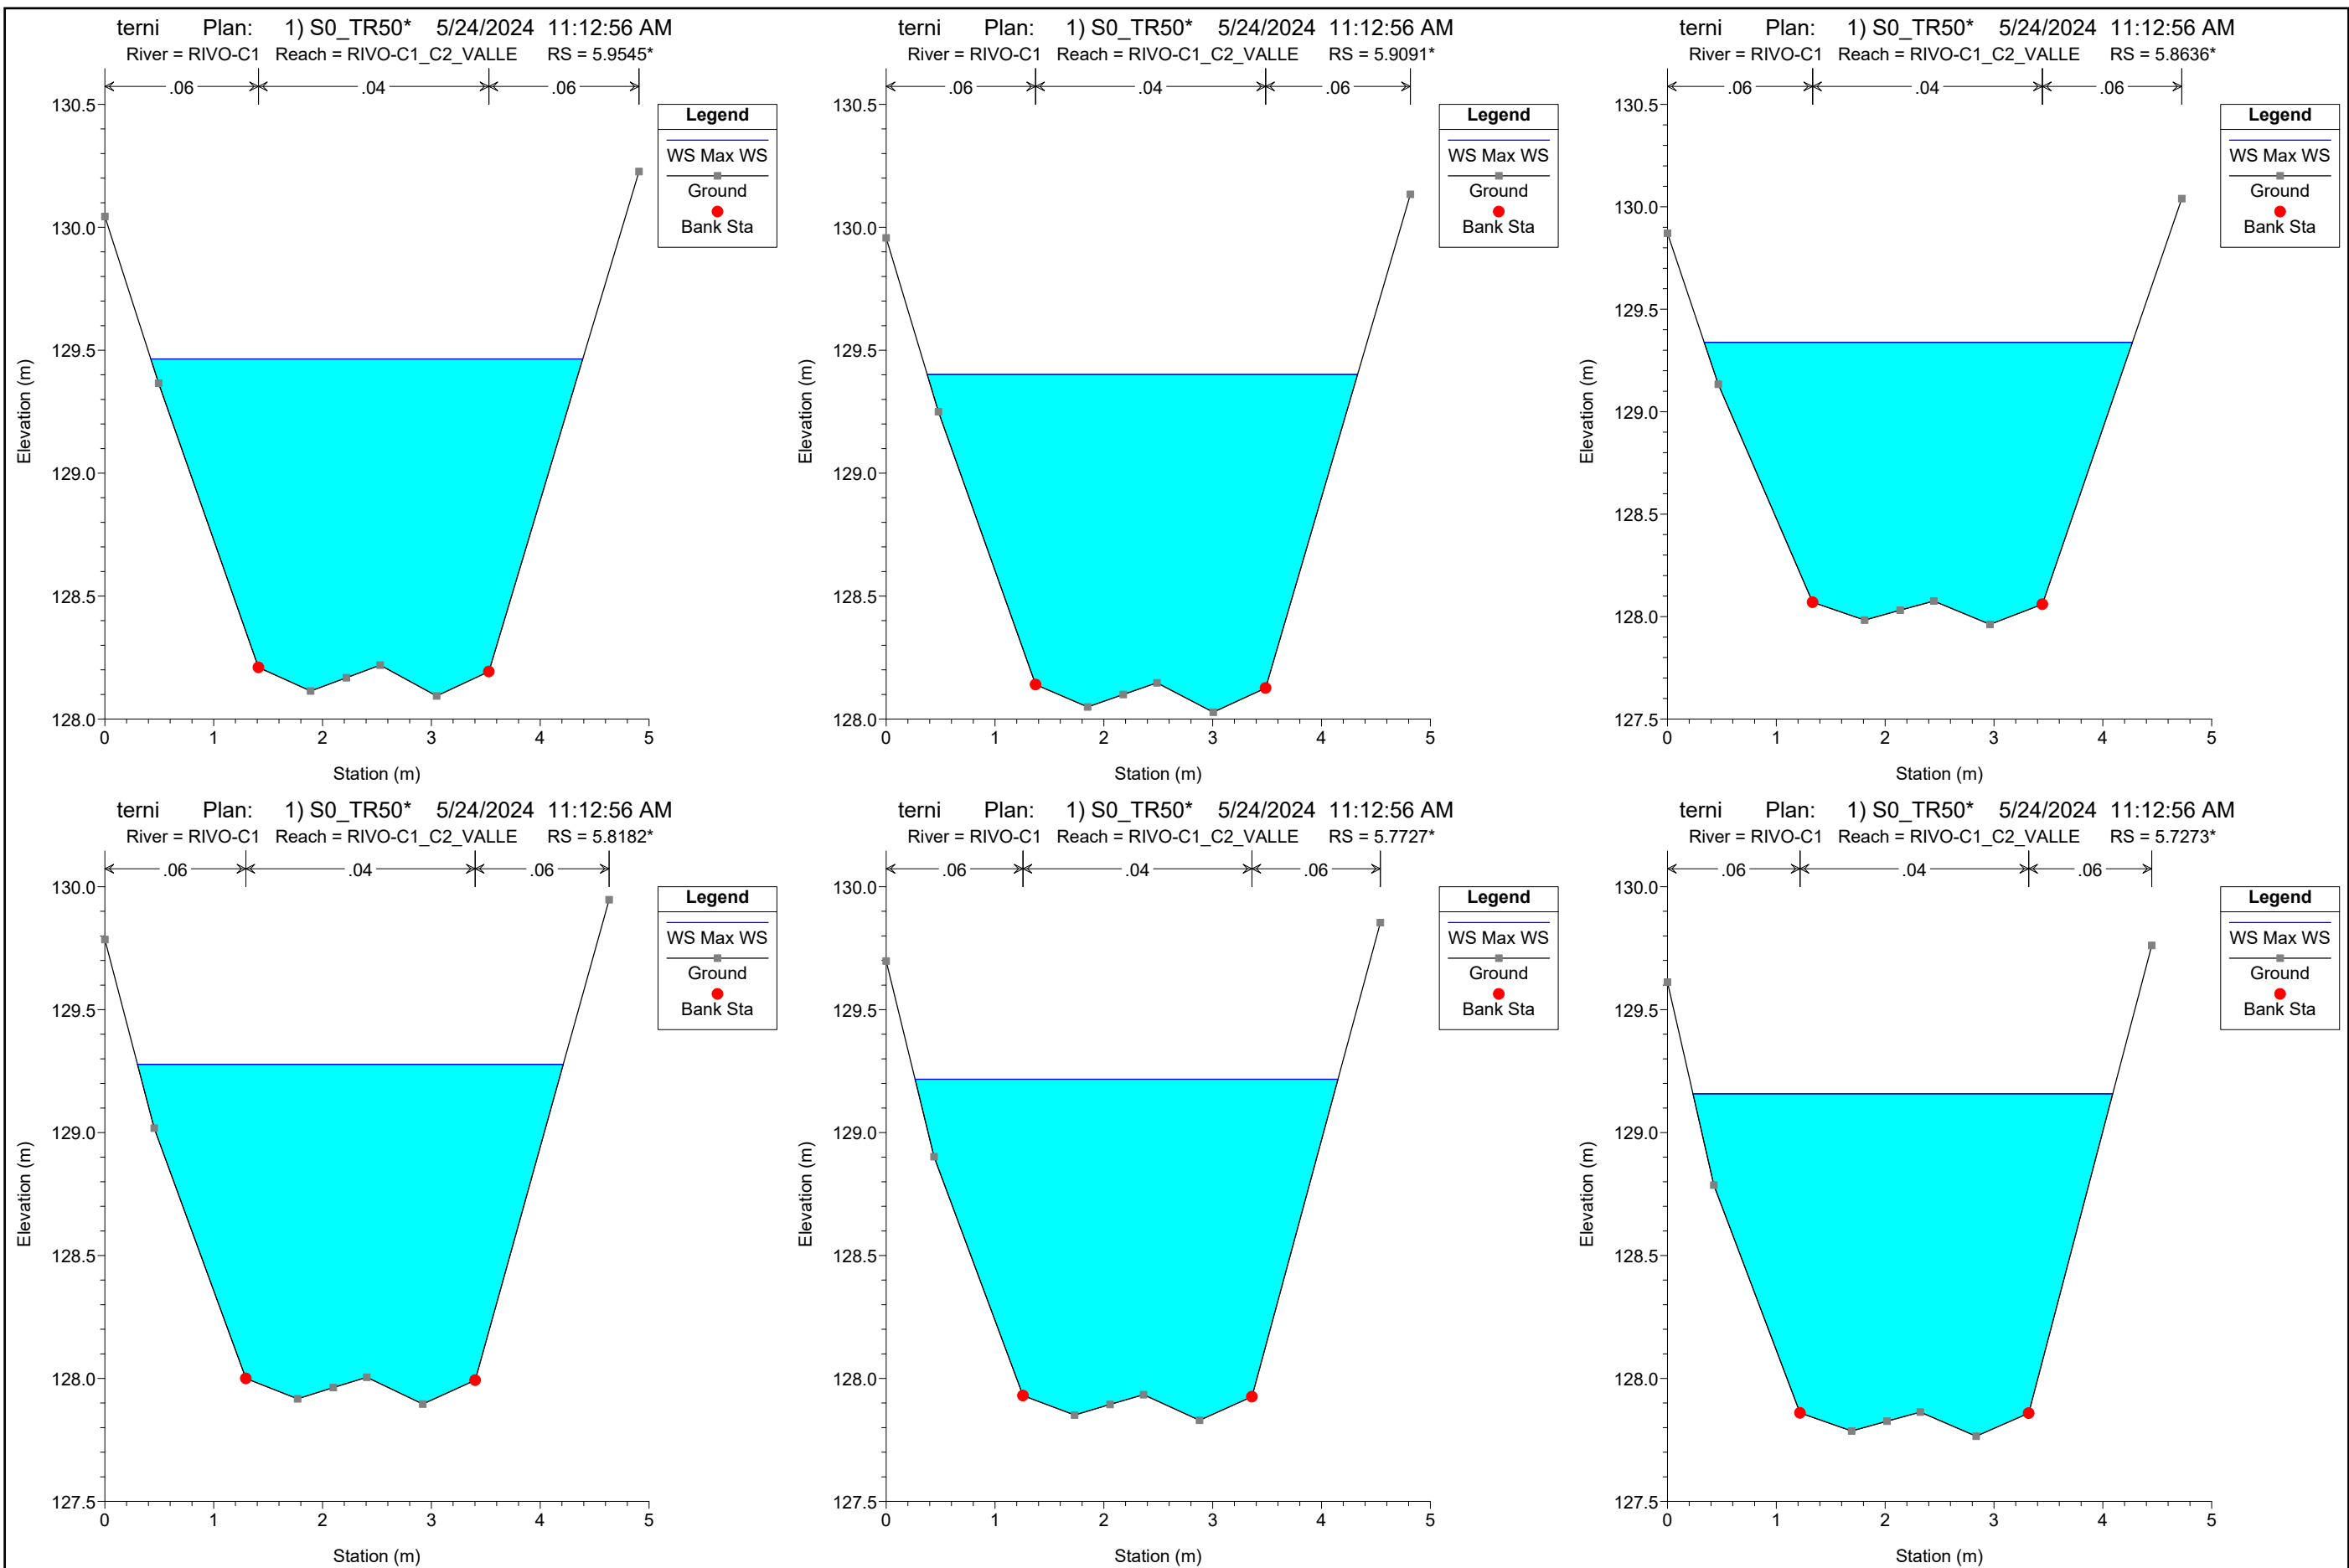 terni Plan: 1) S0_TR50* 5/24/2024 11:12:56 AM
River = RIVO-C1 Reach = RIVO-C1_C2_VALLE RS = 5.9545*
.06 .04 .06
130.5
130.0
129.5
129.0
128.5
128.0
0 1 2 3 4 5
Station (m)
Elevation (m)
Legend
WS Max WS
Ground
Bank Sta
terni Plan: 1) S0_TR50* 5/24/2024 11:12:56 AM
River = RIVO-C1 Reach = RIVO-C1_C2_VALLE RS = 5.9091*
.06 .04 .06
130.5
130.0
129.5
129.0
128.5
128.0
0 1 2 3 4 5
Station (m)
Elevation (m)
Legend
WS Max WS
Ground
Bank Sta
terni Plan: 1) S0_TR50* 5/24/2024 11:12:56 AM
River = RIVO-C1 Reach = RIVO-C1_C2_VALLE RS = 5.8636*
.06 .04 .06
130.5
130.0
129.5
129.0
128.5
128.0
127.5
0 1 2 3 4 5
Station (m)
Elevation (m)
Legend
WS Max WS
Ground
Bank Sta
terni Plan: 1) S0_TR50* 5/24/2024 11:12:56 AM
River = RIVO-C1 Reach = RIVO-C1_C2_VALLE RS = 5.8182*
.06 .04 .06
130.0
129.5
129.0
128.5
128.0
127.5
0 1 2 3 4 5
Station (m)
Elevation (m)
Legend
WS Max WS
Ground
Bank Sta
terni Plan: 1) S0_TR50* 5/24/2024 11:12:56 AM
River = RIVO-C1 Reach = RIVO-C1_C2_VALLE RS = 5.7727*
.06 .04 .06
130.0
129.5
129.0
128.5
128.0
127.5
0 1 2 3 4 5
Station (m)
Elevation (m)
Legend
WS Max WS
Ground
Bank Sta
terni Plan: 1) S0_TR50* 5/24/2024 11:12:56 AM
River = RIVO-C1 Reach = RIVO-C1_C2_VALLE RS = 5.7273*
.06 .04 .06
130.0
129.5
129.0
128.5
128.0
127.5
0 1 2 3 4 5
Station (m)
Elevation (m)
Legend
WS Max WS
Ground
Bank Sta